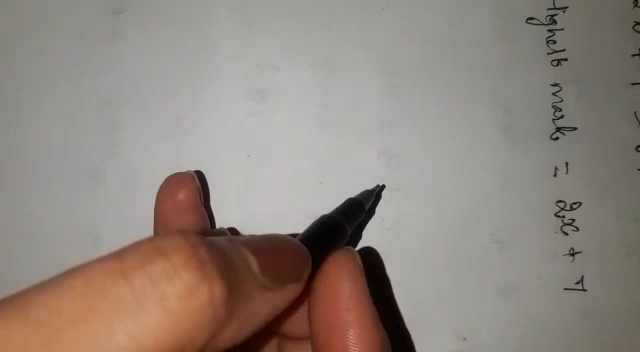 Highest mark = 2x + 7